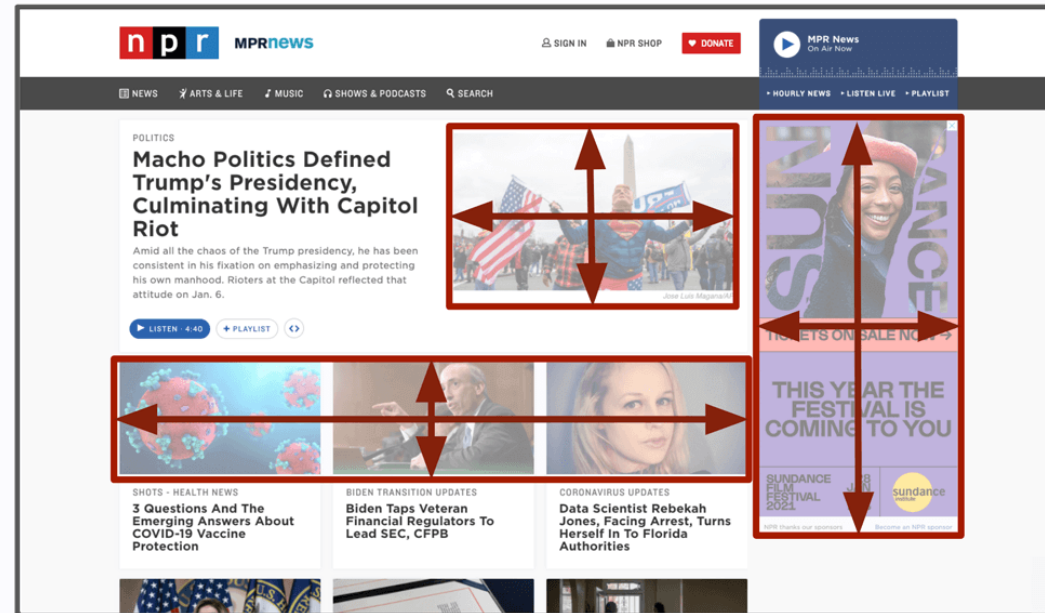 npr MPRnews
SIGN IN NPR SHOP DONATE
MPR News
On Air Now
NEWS ARTS & LIFE MUSIC SHOWS & PODCASTS SEARCH
HOURLY NEWS LISTEN LIVE PLAYLIST
POLITICS
Macho Politics Defined
Trump's Presidency,
Culminating With Capitol
Riot
Amid all the chaos of the Trump presidency, he has been
consistent in his fixation on emphasizing and protecting
his own manhood. Rioters at the Capitol reflected that
attitude on Jan. 6.
LISTEN · 4:40 + PLAYLIST
Jose Luis Magana/A
SUN
DANCE
TICKETS ON SALE NOW →
THIS YEAR THE
FESTIVAL IS
COMING TO YOU
SUNDANCE
FILM
FESTIVAL
2021
sundance
institute
NPR thanks our sponsors Become an NPR sponsor
SHOTS - HEALTH NEWS
3 Questions And The
Emerging Answers About
COVID-19 Vaccine
Protection
BIDEN TRANSITION UPDATES
Biden Taps Veteran
Financial Regulators To
Lead SEC, CFPB
CORONAVIRUS UPDATES
Data Scientist Rebekah
Jones, Facing Arrest, Turns
Herself In To Florida
Authorities